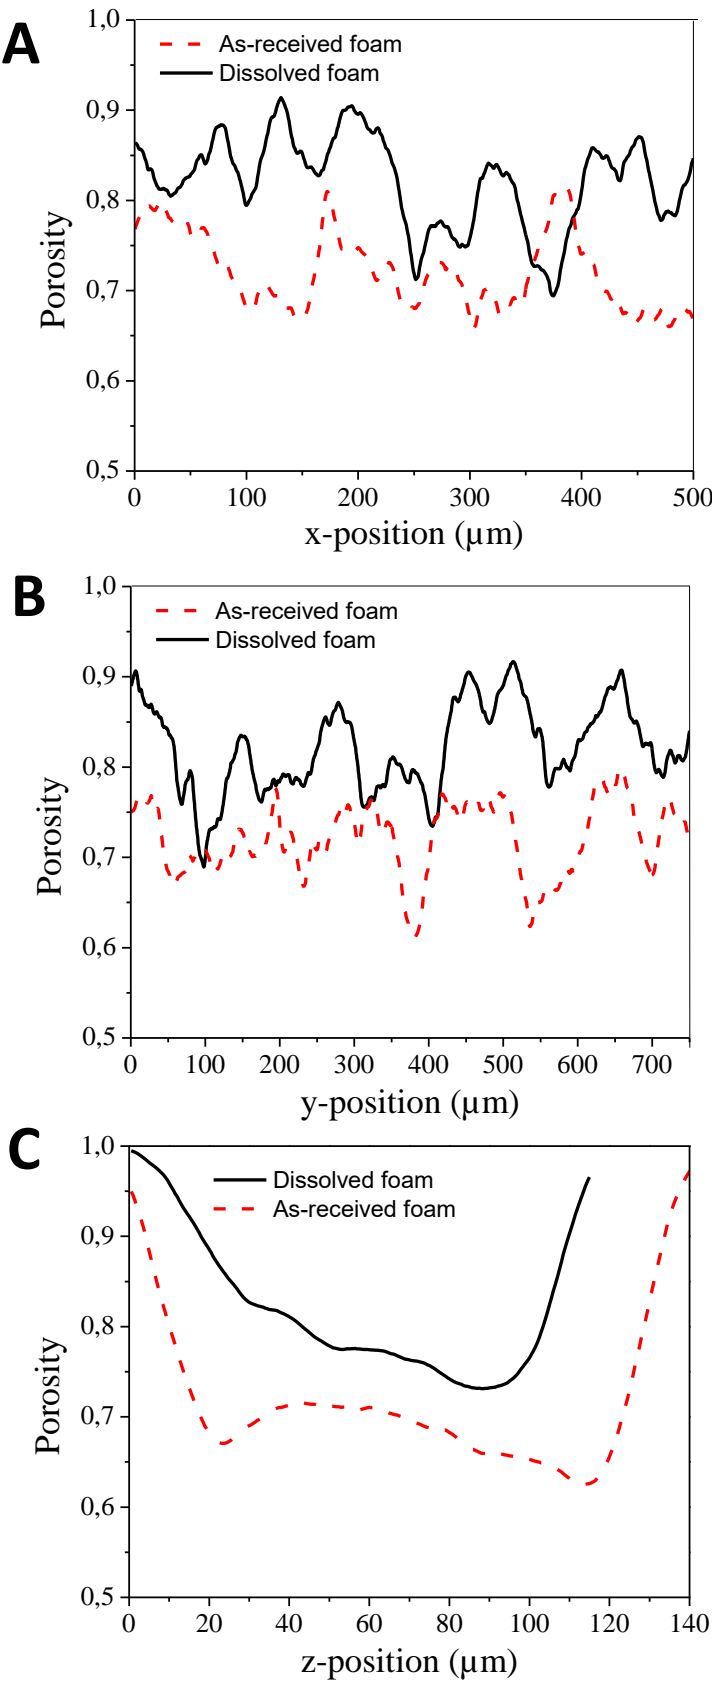 A
1,0
As-received foam
Dissolved foam
0,9
0,8
Porosity
0,7
0,6
0,5
0 100 200 300 400 500
x-position (µm)
B
1,0
As-received foam
Dissolved foam
0,9
0,8
Porosity
0,7
0,6
0,5
0 100 200 300 400 500 600 700
y-position (µm)
C
1,0
Dissolved foam
As-received foam
0,9
0,8
Porosity
0,7
0,6
0,5
0 20 40 60 80 100 120 140
z-position (µm)